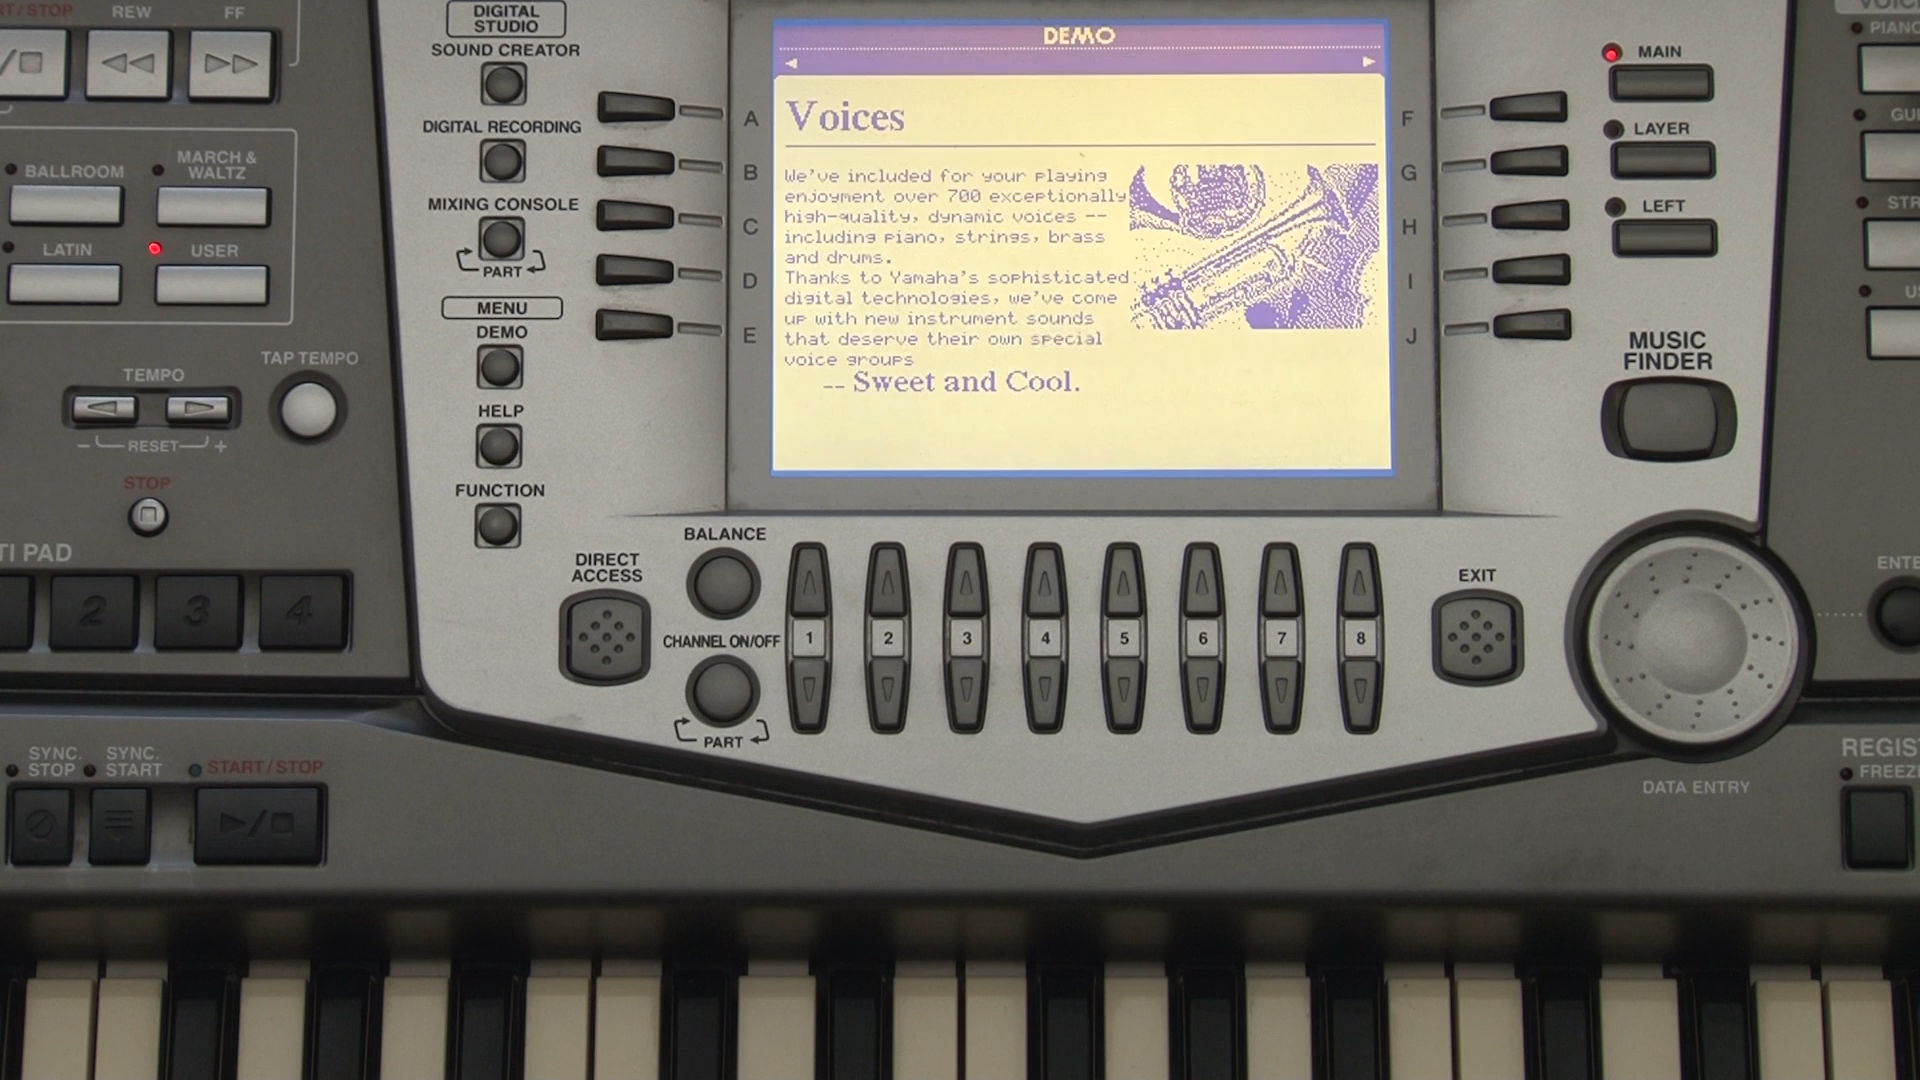 REW
FF
BALLROOM
MARCH &
WALTZ
LATIN
USER
TEMPO
TAP TEMPO
– RESET +
STOP
PAD
2
3
4
SYNC.
STOP
SYNC.
START
START / STOP
DIGITAL
STUDIO
SOUND CREATOR
DIGITAL RECORDING
MIXING CONSOLE
PART
MENU
DEMO
HELP
FUNCTION
DIRECT
ACCESS
BALANCE
CHANNEL ON/OFF
PART
A
B
C
D
E
DEMO
Voices
We've included for your playing
enjoyment over 700 exceptionally
high-quality, dynamic voices --
including piano, strings, brass
and drums.
Thanks to Yamaha's sophisticated
digital technologies, we've come
up with new instrument sounds
that deserve their own special
voice groups
-- Sweet and Cool.
F
G
H
I
J
1
2
3
4
5
6
7
8
EXIT
MAIN
LAYER
LEFT
MUSIC
FINDER
DATA ENTRY